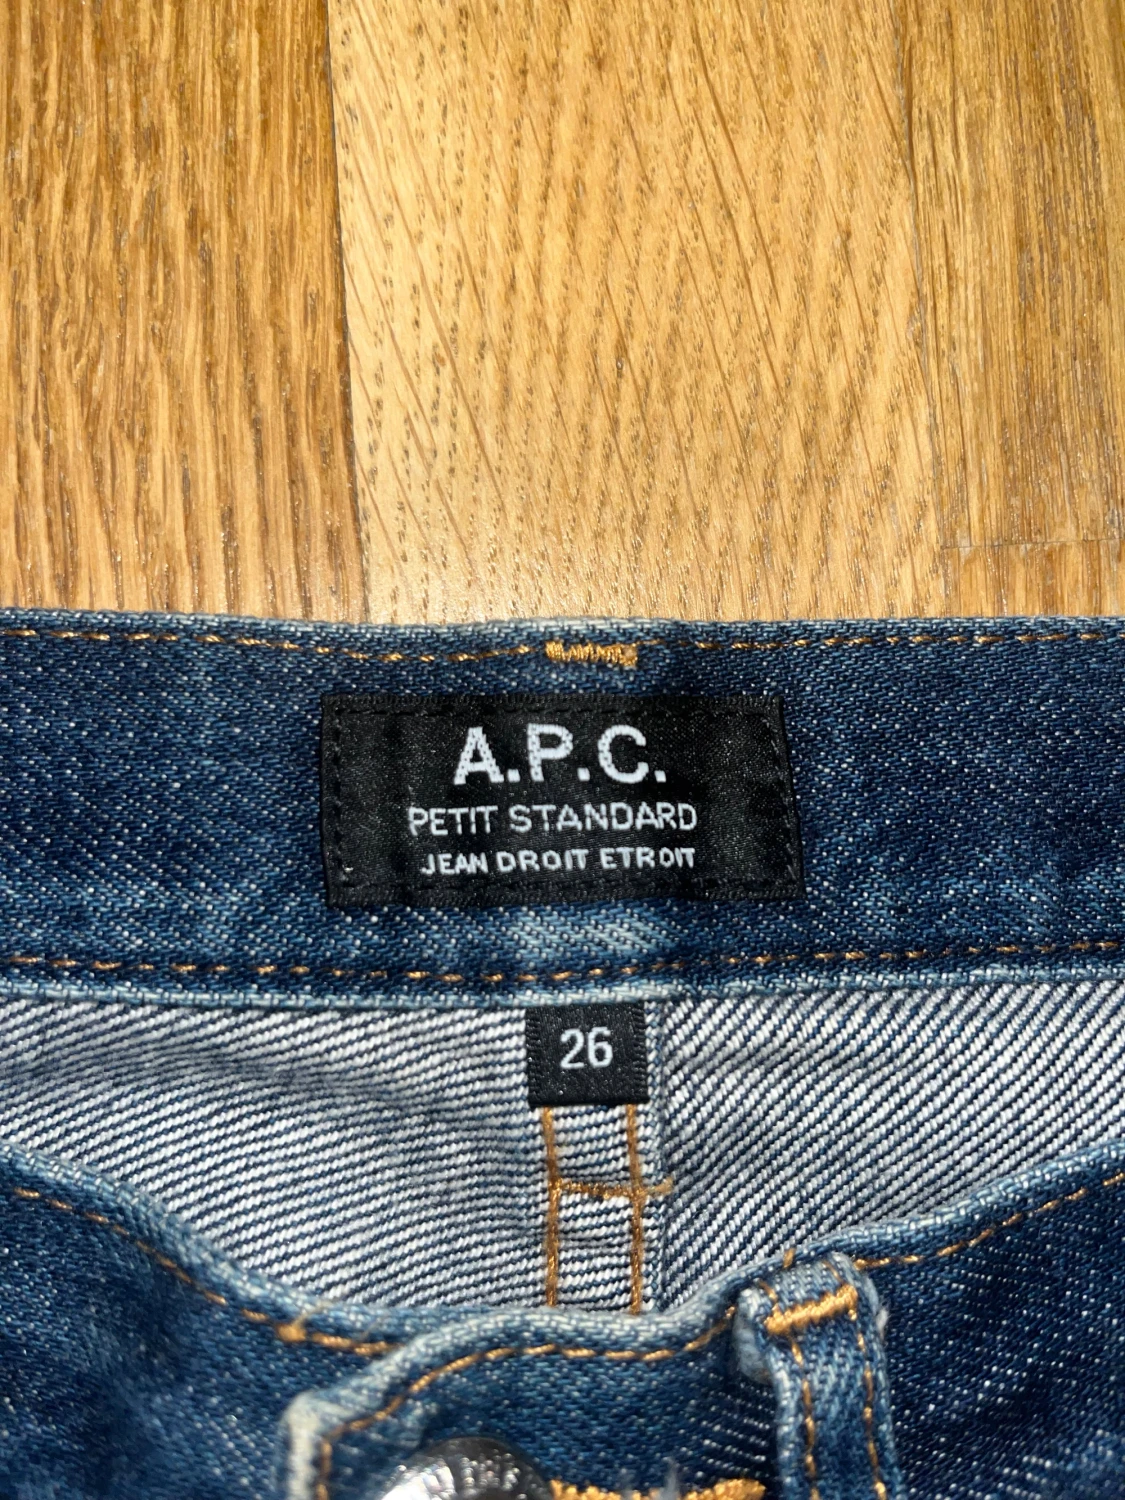 A.P.C.
PETIT STANDARD
JEAN DROIT ETROIT
26